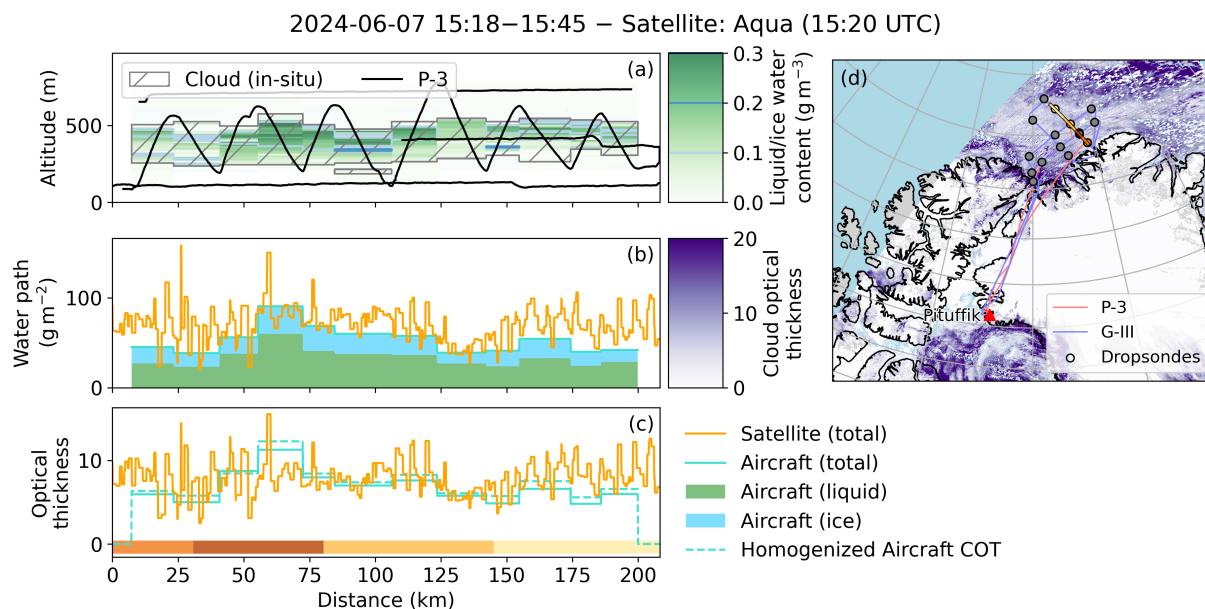 2024-06-07 15:18−15:45 − Satellite: Aqua (15:20 UTC)
Altitude (m)
500
0
Cloud (in-situ)
P-3
(a)
0.3
0.2
0.1
0.0
Liquid/ice water
content (g m−3)
Water path
(g m−2)
100
0
(b)
20
10
0
Cloud optical
thickness
Optical
thickness
10
0
(c)
0
25
50
75
100
125
150
175
200
Distance (km)
(d)
Pituffik
P-3
G-III
Dropsondes
Satellite (total)
Aircraft (total)
Aircraft (liquid)
Aircraft (ice)
Homogenized Aircraft COT